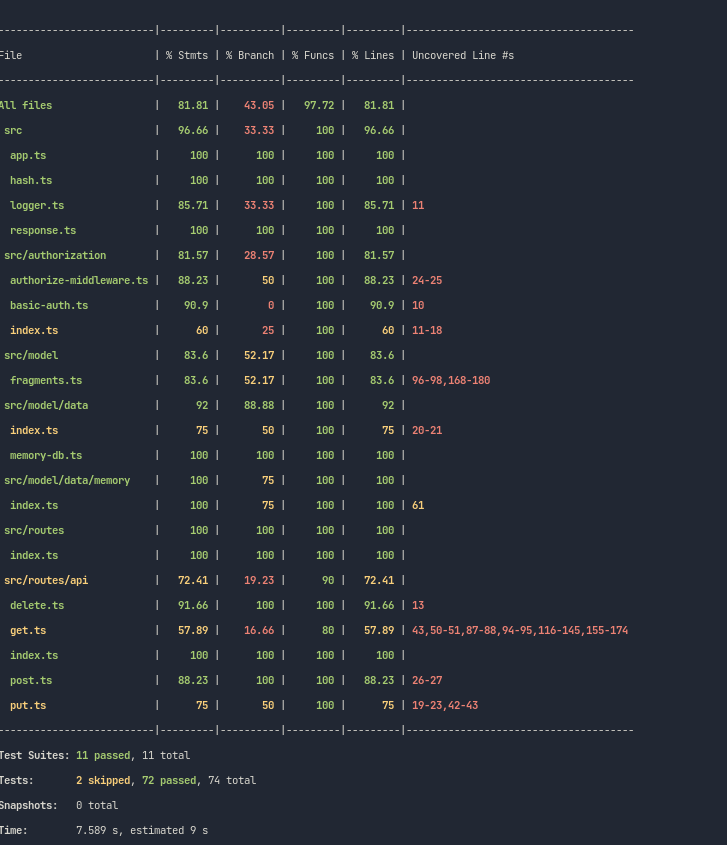 -------------------------|---------|----------|---------|---------|--------------------------------------
File                     | % Stmts | % Branch | % Funcs | % Lines | Uncovered Line #s
-------------------------|---------|----------|---------|---------|--------------------------------------
All files                |   81.81 |    43.05 |   97.72 |   81.81 |
 src                     |   96.66 |    33.33 |     100 |   96.66 |
  app.ts                 |     100 |      100 |     100 |     100 |
  hash.ts                |     100 |      100 |     100 |     100 |
  logger.ts              |   85.71 |    33.33 |     100 |   85.71 | 11
  response.ts            |     100 |      100 |     100 |     100 |
 src/authorization       |   81.57 |    28.57 |     100 |   81.57 |
  authorize-middleware.ts |   88.23 |       50 |     100 |   88.23 | 24-25
  basic-auth.ts          |    90.9 |        0 |     100 |    90.9 | 10
  index.ts               |      60 |       25 |     100 |      60 | 11-18
 src/model               |    83.6 |    52.17 |     100 |    83.6 |
  fragments.ts           |    83.6 |    52.17 |     100 |    83.6 | 96-98,168-180
 src/model/data          |      92 |    88.88 |     100 |      92 |
  index.ts               |      75 |       50 |     100 |      75 | 20-21
  memory-db.ts           |     100 |      100 |     100 |     100 |
 src/model/data/memory   |     100 |       75 |     100 |     100 |
  index.ts               |     100 |       75 |     100 |     100 | 61
 src/routes              |     100 |      100 |     100 |     100 |
  index.ts               |     100 |      100 |     100 |     100 |
 src/routes/api          |   72.41 |    19.23 |      90 |   72.41 |
  delete.ts              |   91.66 |      100 |     100 |   91.66 | 13
  get.ts                 |   57.89 |    16.66 |      80 |   57.89 | 43,50-51,87-88,94-95,116-145,155-174
  index.ts               |     100 |      100 |     100 |     100 |
  post.ts                |   88.23 |      100 |     100 |   88.23 | 26-27
  put.ts                 |      75 |       50 |     100 |      75 | 19-23,42-43
-------------------------|---------|----------|---------|---------|--------------------------------------
Test Suites: 11 passed, 11 total
Tests:       2 skipped, 72 passed, 74 total
Snapshots:   0 total
Time:        7.589 s, estimated 9 s